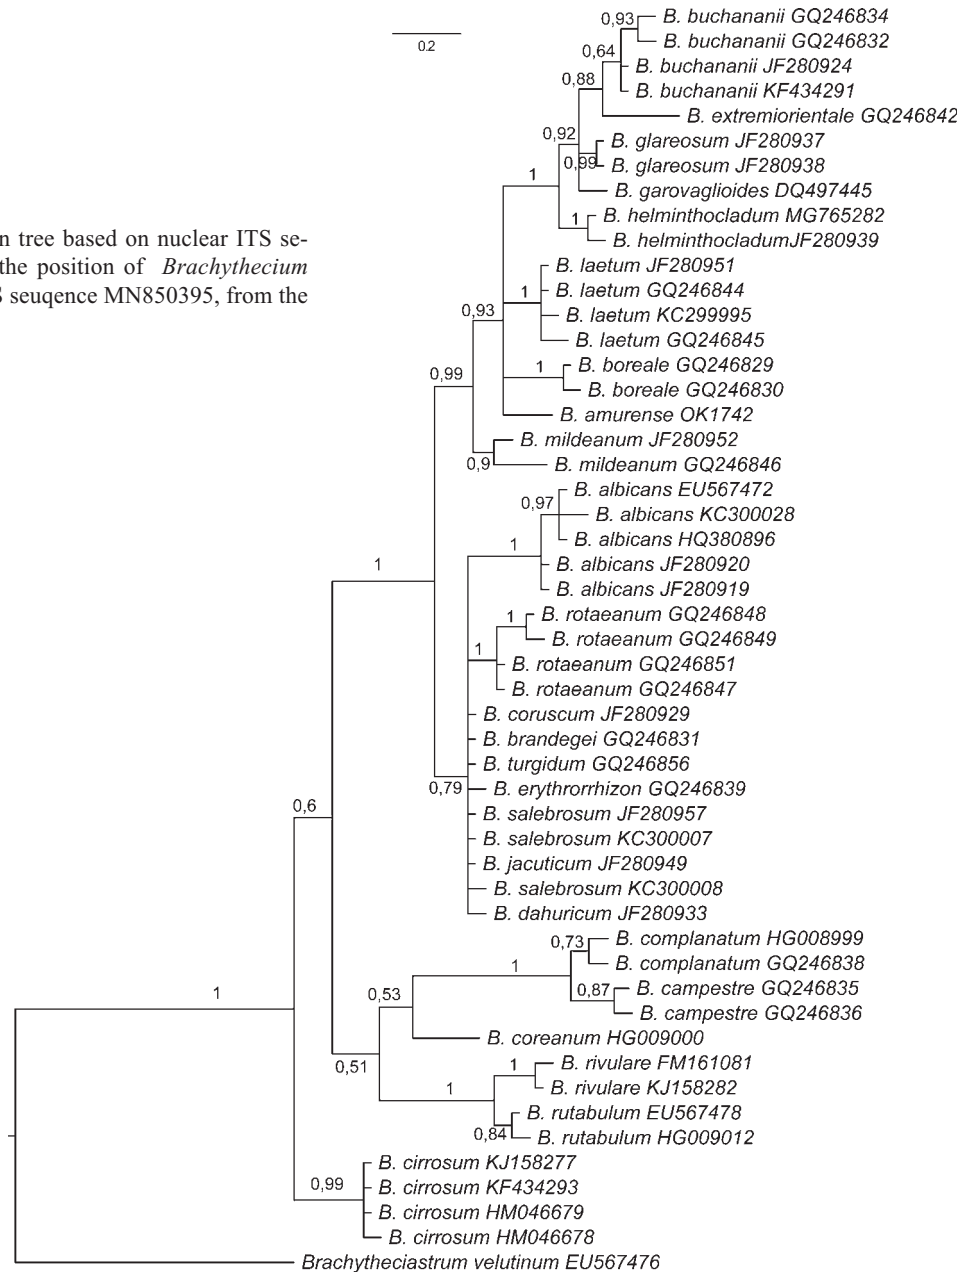 0,93
B. buchananii GQ246834
B. buchananii GQ246832
0.2
0,64
B. buchananii JF280924
0,88
B. buchananii KF434291
B. extremiorientale GQ246842
0,92
B. glareosum JF280937
0,99
B. glareosum JF280938
1
B. garovaglioides DQ497445
1
B. helminthocladum MG765282
B. helminthocladumJF280939
n tree based on nuclear ITS se-
the position of Brachythecium
S seuqence MN850395, from the
B. laetum JF280951
1
B. laetum GQ246844
0,93
B. laetum KC299995
B. laetum GQ246845
1
B. boreale GQ246829
0,99
B. boreale GQ246830
B. amurense OK1742
B. mildeanum JF280952
0,9
B. mildeanum GQ246846
B. albicans EU567472
0,97
B. albicans KC300028
B. albicans HQ380896
1
B. albicans JF280920
1
B. albicans JF280919
1
B. rotaeanum GQ246848
B. rotaeanum GQ246849
1
B. rotaeanum GQ246851
B. rotaeanum GQ246847
B. coruscum JF280929
B. brandegei GQ246831
B. turgidum GQ246856
0,79
B. erythrorrhizon GQ246839
0,6
B. salebrosum JF280957
B. salebrosum KC300007
B. jacuticum JF280949
B. salebrosum KC300008
B. dahuricum JF280933
0,73
B. complanatum HG008999
1
B. complanatum GQ246838
1
0,53
0,87
B. campestre GQ246835
B. campestre GQ246836
B. coreanum HG009000
0,51
1
B. rivulare FM161081
1
B. rivulare KJ158282
B. rutabulum EU567478
0,84
B. rutabulum HG009012
B. cirrosum KJ158277
0,99
B. cirrosum KF434293
B. cirrosum HM046679
B. cirrosum HM046678
Brachytheciastrum velutinum EU567476